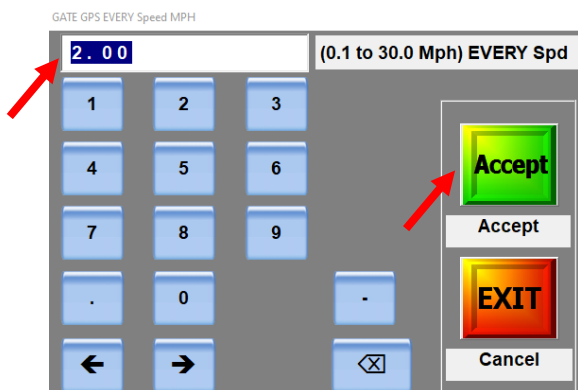 GATE GPS EVERY Speed MPH
2.00
(0.1 to 30.0 Mph) EVERY Spd
1 2 3
4 5 6
7 8 9
. 0 -
← → ⌫
Accept
Accept
EXIT
Cancel